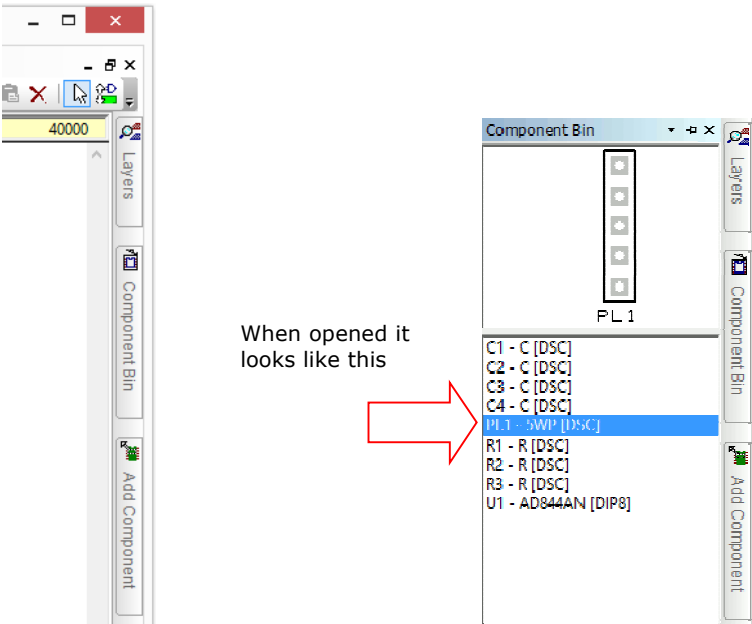 40000
Layers
Component Bin
Add Component
When opened it
looks like this
Component Bin
PL1
C1 - C [DSC]
C2 - C [DSC]
C3 - C [DSC]
C4 - C [DSC]
PL1 - 5WP [DSC]
R1 - R [DSC]
R2 - R [DSC]
R3 - R [DSC]
U1 - AD844AN [DIP8]
Layers
Component Bin
Add Component